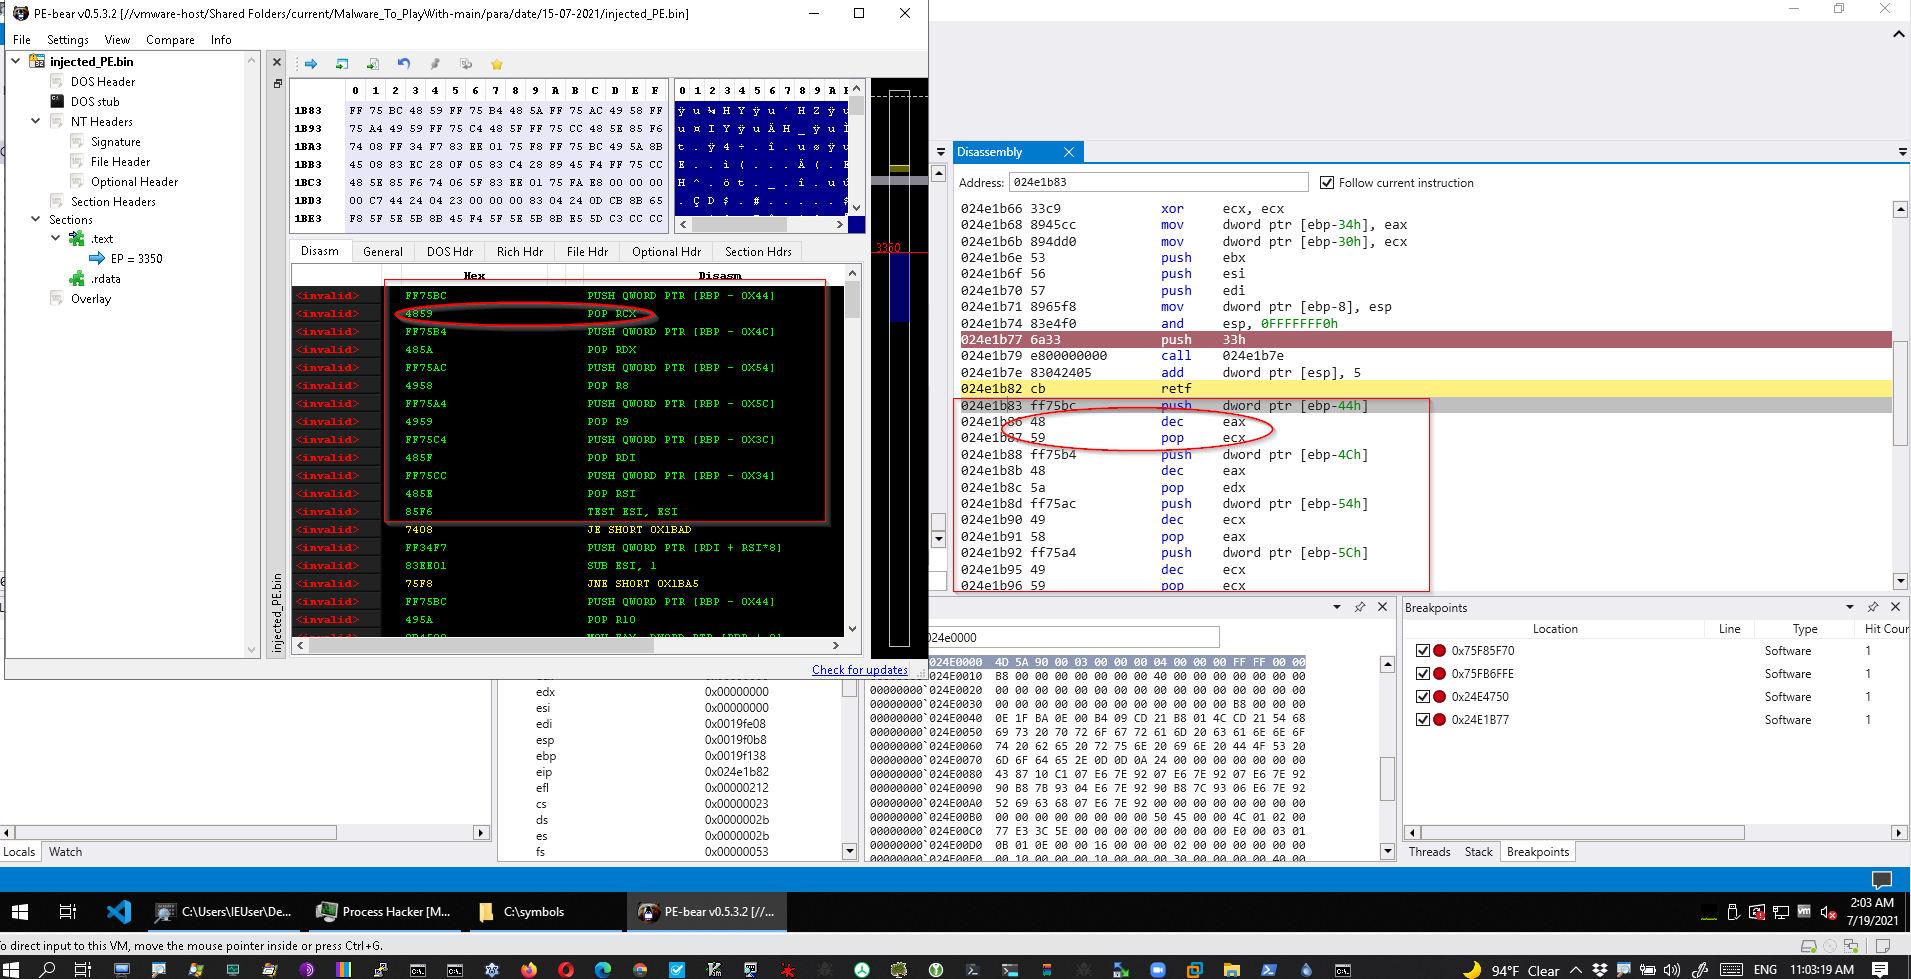 PE-bear v0.5.3.2 [//vmware-host/Shared Folders/current/Malware_To_PlayWith-main/para/date/15-07-2021/injected_PE.bin]
File Settings View Compare Info
injected_PE.bin
DOS Header
DOS stub
NT Headers
Signature
File Header
Optional Header
Section Headers
Sections
.text
EP = 3350
.rdata
Overlay
injected_PE.bin
0 1 2 3 4 5 6 7 8 9 A B C D E F
1B83 FF 75 BC 48 59 FF 75 B4 48 5A FF 75 AC 49 58 FF
1B93 75 A4 49 59 FF 75 C4 48 5F FF 75 CC 48 5E 85 F6
1BA3 74 08 FF 34 F7 83 EE 01 75 F8 FF 75 BC 49 5A 8B
1BB3 45 08 83 EC 28 0F 05 83 C4 28 89 45 F4 FF 75 CC
1BC3 48 5E 85 F6 74 06 5F 83 EE 01 75 FA E8 00 00 00
1BD3 00 C7 44 24 04 23 00 00 00 83 04 24 0D CB 8B 65
1BE3 F8 5F 5E 5B 8B 45 F4 5F 5E 5B 8B E5 5D C3 CC CC
0 1 2 3 4 5 6 7 8 9 A B
ÿ u ¼ H Y ÿ u ´ H Z ÿ u
u ¤ I Y ÿ u Ä H _ ÿ u Ì
t . ÿ 4 ÷ . î . u ø ÿ u
E . . ì ( . . . Ä ( . E
H ^ . ö t . _ . î . u ú
. Ç D $ . # . . . . . $
3350
Disasm General DOS Hdr Rich Hdr File Hdr Optional Hdr Section Hdrs
Hex Disasm
<invalid> FF75BC PUSH QWORD PTR [RBP - 0X44]
<invalid> 4859 POP RCX
<invalid> FF75B4 PUSH QWORD PTR [RBP - 0X4C]
<invalid> 485A POP RDX
<invalid> FF75AC PUSH QWORD PTR [RBP - 0X54]
<invalid> 4958 POP R8
<invalid> FF75A4 PUSH QWORD PTR [RBP - 0X5C]
<invalid> 4959 POP R9
<invalid> FF75C4 PUSH QWORD PTR [RBP - 0X3C]
<invalid> 485F POP RDI
<invalid> FF75CC PUSH QWORD PTR [RBP - 0X34]
<invalid> 485E POP RSI
<invalid> 85F6 TEST ESI, ESI
<invalid> 7408 JE SHORT 0X1BAD
<invalid> FF34F7 PUSH QWORD PTR [RDI + RSI*8]
<invalid> 83EE01 SUB ESI, 1
<invalid> 75F8 JNE SHORT 0X1BA5
<invalid> FF75BC PUSH QWORD PTR [RBP - 0X44]
<invalid> 495A POP R10
Check for updates
Disassembly
Address: 024e1b83 Follow current instruction
024e1b66 33c9 xor ecx, ecx
024e1b68 8945cc mov dword ptr [ebp-34h], eax
024e1b6b 894dd0 mov dword ptr [ebp-30h], ecx
024e1b6e 53 push ebx
024e1b6f 56 push esi
024e1b70 57 push edi
024e1b71 8965f8 mov dword ptr [ebp-8], esp
024e1b74 83e4f0 and esp, 0FFFFFFF0h
024e1b77 6a33 push 33h
024e1b79 e800000000 call 024e1b7e
024e1b7e 83042405 add dword ptr [esp], 5
024e1b82 cb retf
024e1b83 ff75bc push dword ptr [ebp-44h]
024e1b86 48 dec eax
024e1b87 59 pop ecx
024e1b88 ff75b4 push dword ptr [ebp-4Ch]
024e1b8b 48 dec eax
024e1b8c 5a pop edx
024e1b8d ff75ac push dword ptr [ebp-54h]
024e1b90 49 dec ecx
024e1b91 58 pop eax
024e1b92 ff75a4 push dword ptr [ebp-5Ch]
024e1b95 49 dec ecx
024e1b96 59 pop ecx
edx 0x00000000
esi 0x00000000
edi 0x0019fe08
esp 0x0019f0b8
ebp 0x0019f138
eip 0x024e1b82
efl 0x00000212
cs 0x00000023
ds 0x0000002b
es 0x0000002b
fs 0x00000053
Locals Watch
024e0000
024E0000 4D 5A 90 00 03 00 00 00 04 00 00 00 FF FF 00 00
00000000`024E0010 B8 00 00 00 00 00 00 00 40 00 00 00 00 00 00 00
00000000`024E0020 00 00 00 00 00 00 00 00 00 00 00 00 00 00 00 00
00000000`024E0030 00 00 00 00 00 00 00 00 00 00 00 00 B8 00 00 00
00000000`024E0040 0E 1F BA 0E 00 B4 09 CD 21 B8 01 4C CD 21 54 68
00000000`024E0050 69 73 20 70 72 6F 67 72 61 6D 20 63 61 6E 6E 6F
00000000`024E0060 74 20 62 65 20 72 75 6E 20 69 6E 20 44 4F 53 20
00000000`024E0070 6D 6F 64 65 2E 0D 0D 0A 24 00 00 00 00 00 00 00
00000000`024E0080 43 87 10 C1 07 E6 7E 92 07 E6 7E 92 07 E6 7E 92
00000000`024E0090 90 B8 7B 93 04 E6 7E 92 90 B8 7C 93 06 E6 7E 92
00000000`024E00A0 52 69 63 68 07 E6 7E 92 00 00 00 00 00 00 00 00
00000000`024E00B0 00 00 00 00 00 00 00 00 50 45 00 00 4C 01 02 00
00000000`024E00C0 77 E3 3C 5E 00 00 00 00 00 00 00 00 E0 00 03 01
00000000`024E00D0 0B 01 0E 00 00 16 00 00 00 02 00 00 00 00 00 00
00000000`024E00E0 00 10 00 00 00 10 00 00 00 30 00 00 00 00 40 00
Breakpoints
Location Line Type Hit Coun
0x75F85F70 Software 1
0x75FB6FFE Software 1
0x24E4750 Software 1
0x24E1B77 Software 1
Threads Stack Breakpoints
C:\Users\IEUser\De... Process Hacker [M... C:\symbols PE-bear v0.5.3.2 [//...
2:03 AM
7/19/2021
o direct input to this VM, move the mouse pointer inside or press Ctrl+G.
94°F Clear ENG 11:03:19 AM